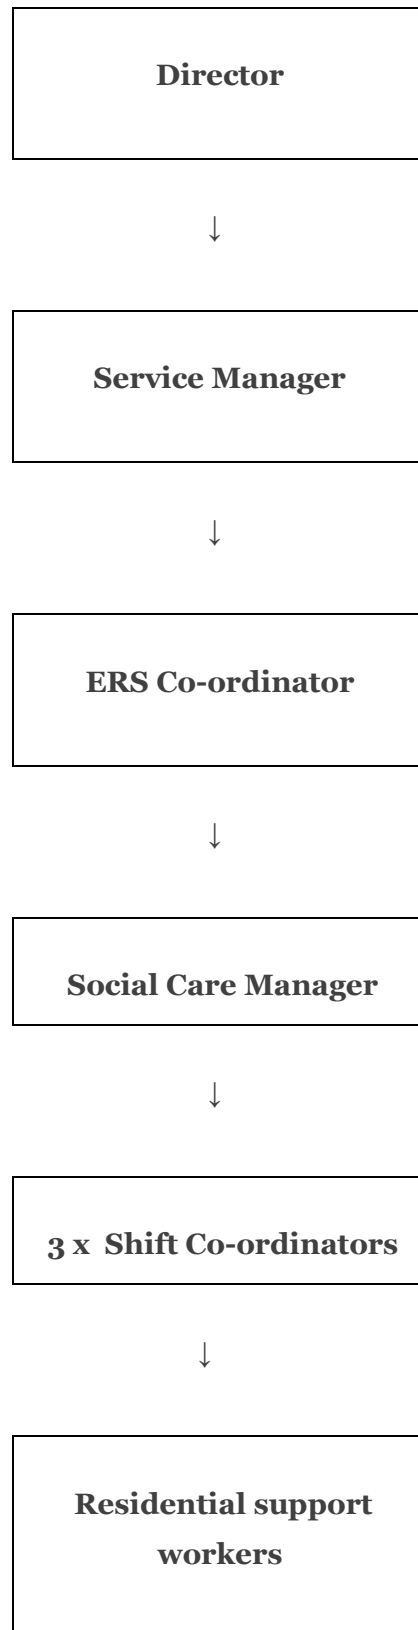 Director
↓
Service Manager
↓
ERS Co-ordinator
↓
Social Care Manager
↓
3 x  Shift Co-ordinators
↓
Residential support
workers